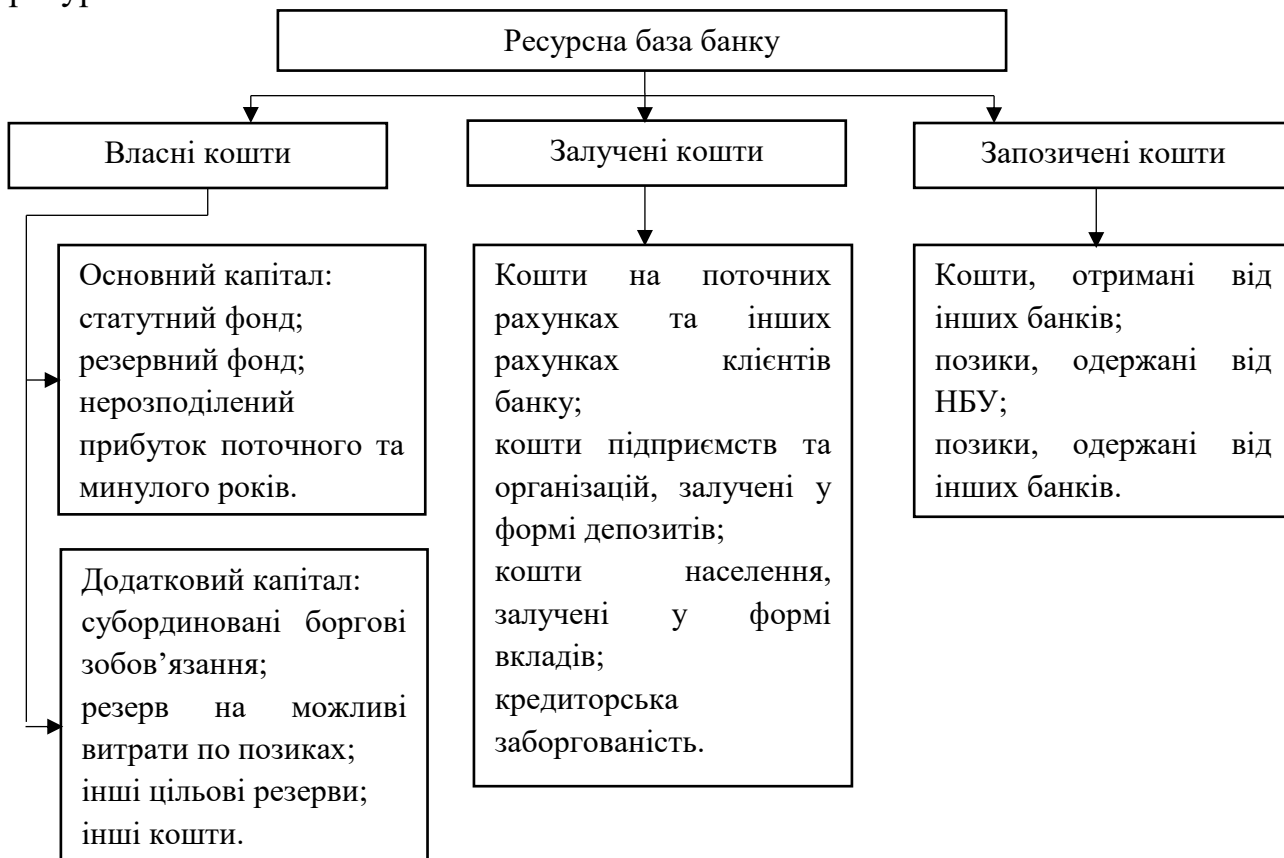 Ресурсна база банку
Власні кошти
Залучені кошти
Запозичені кошти
Основний капітал:
статутний фонд;
резервний фонд;
нерозподілений
прибуток поточного та
минулого років.
Додатковий капітал:
субординовані боргові
зобов’язання;
резерв на можливі
витрати по позиках;
інші цільові резерви;
інші кошти.
Кошти на поточних
рахунках та інших
рахунках клієнтів
банку;
кошти підприємств та
організацій, залучені у
формі депозитів;
кошти населення,
залучені у формі
вкладів;
кредиторська
заборгованість.
Кошти, отримані від
інших банків;
позики, одержані від
НБУ;
позики, одержані від
інших банків.